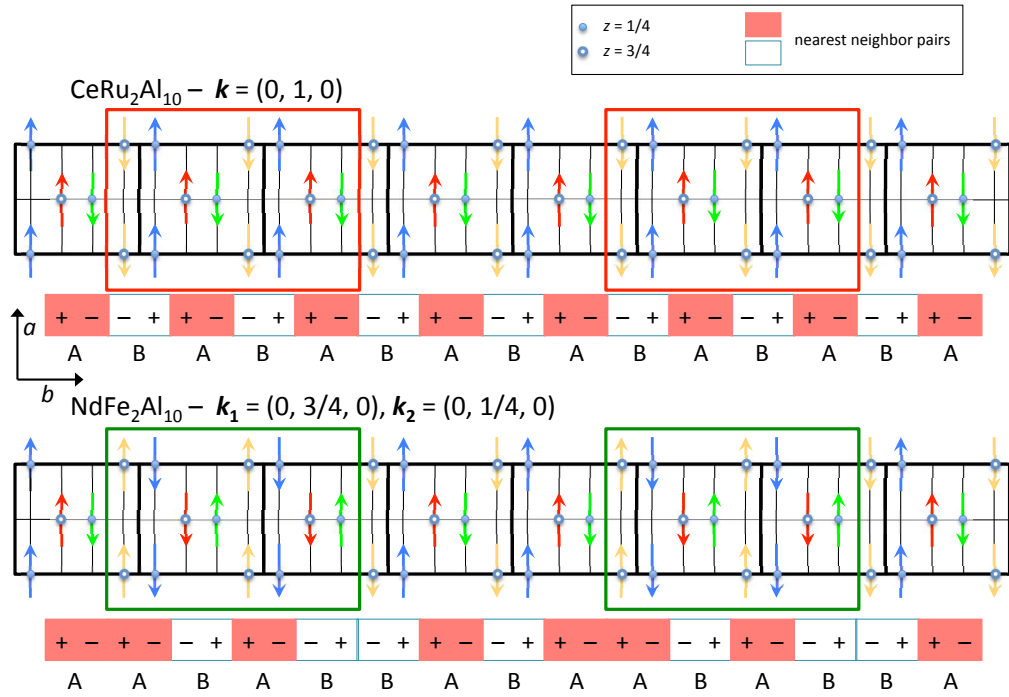 z = 1/4
z = 3/4
nearest neighbor pairs
CeRu₂Al₁₀ – k = (0, 1, 0)
+ − − + + − − + + − − + + − − + + − − + + − − + + − − + + −
A B A B A B A B A B A B A B A
a
b
NdFe₂Al₁₀ – k₁ = (0, 3/4, 0), k₂ = (0, 1/4, 0)
+ − + − − + + − − + − + + − − + + − + − − + + − − + − + + −
A A B A B B A B A A B A B B A